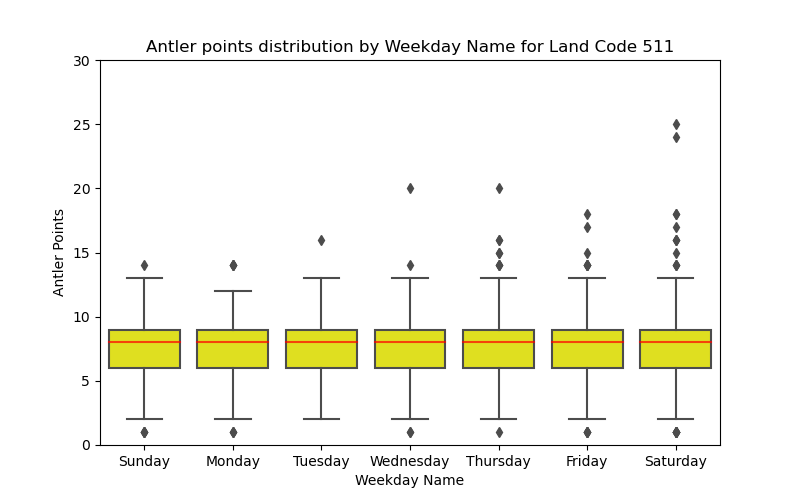 Antler points distribution by Weekday Name for Land Code 511
30
25
20
15
10
5
0
Antler Points
Sunday Monday Tuesday Wednesday Thursday Friday Saturday
Weekday Name